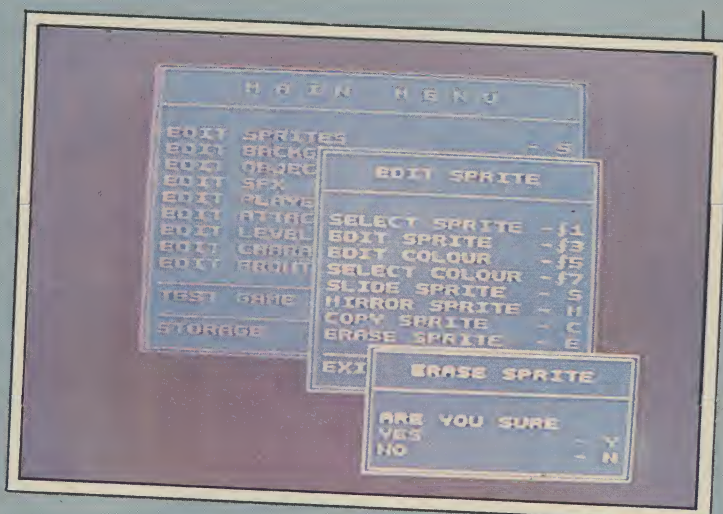 MAIN MENU
EDIT SPRITES - S
EDIT
EDIT
EDIT SFX
EDIT
EDIT
EDIT
EDIT
EDIT
TEST GAME
STORAGE
EDIT SPRITE
SELECT SPRITE - f1
EDIT SPRITE - f3
EDIT COLOUR - f5
SELECT COLOUR - f7
SLIDE SPRITE - S
MIRROR SPRITE - M
COPY SPRITE - C
ERASE SPRITE - E
EXI
ERASE SPRITE
ARE YOU SURE
YES - Y
NO - N